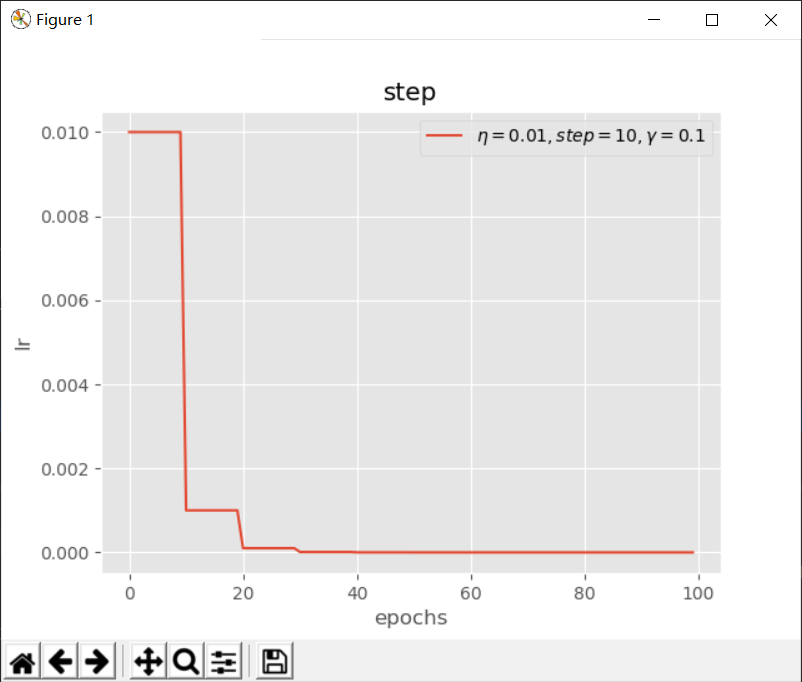 Figure 1
step
η = 0.01, step = 10, γ = 0.1
0.010
0.008
0.006
0.004
0.002
0.000
lr
0 20 40 60 80 100
epochs